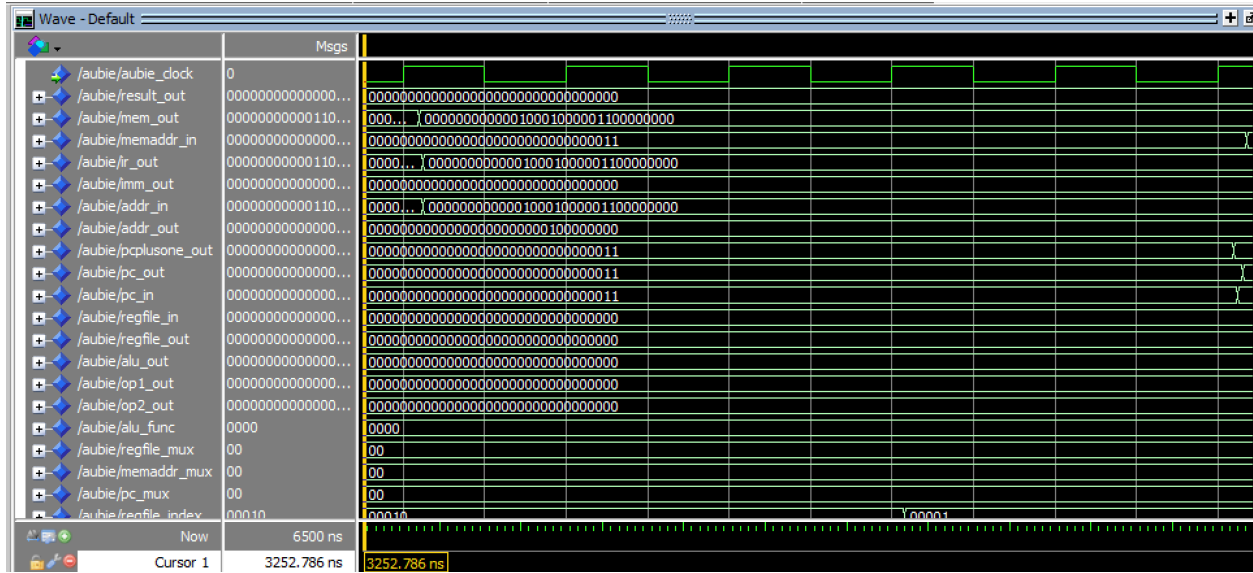 Wave - Default
Msgs
/aubie/aubie_clock 0
/aubie/result_out 00000000000000... 00000000000000000000000000000000
/aubie/mem_out 00000000000110... 000... 00000000000010001000001100000000
/aubie/memaddr_in 00000000000000... 00000000000000000000000000000011
/aubie/ir_out 00000000000110... 0000... 00000000000010001000001100000000
/aubie/imm_out 00000000000000... 00000000000000000000000000000000
/aubie/addr_in 00000000000110... 0000... 00000000000010001000001100000000
/aubie/addr_out 00000000000000... 00000000000000000000000100000000
/aubie/pcplusone_out 00000000000000... 00000000000000000000000000000011
/aubie/pc_out 00000000000000... 00000000000000000000000000000011
/aubie/pc_in 00000000000000... 00000000000000000000000000000011
/aubie/regfile_in 00000000000000... 00000000000000000000000000000000
/aubie/regfile_out 00000000000000... 00000000000000000000000000000000
/aubie/alu_out 00000000000000... 00000000000000000000000000000000
/aubie/op1_out 00000000000000... 00000000000000000000000000000000
/aubie/op2_out 00000000000000... 00000000000000000000000000000000
/aubie/alu_func 0000 0000
/aubie/regfile_mux 00 00
/aubie/memaddr_mux 00 00
/aubie/pc_mux 00 00
/aubie/regfile_index 00010 00010 00001
Now 6500 ns
Cursor 1 3252.786 ns 3252.786 ns